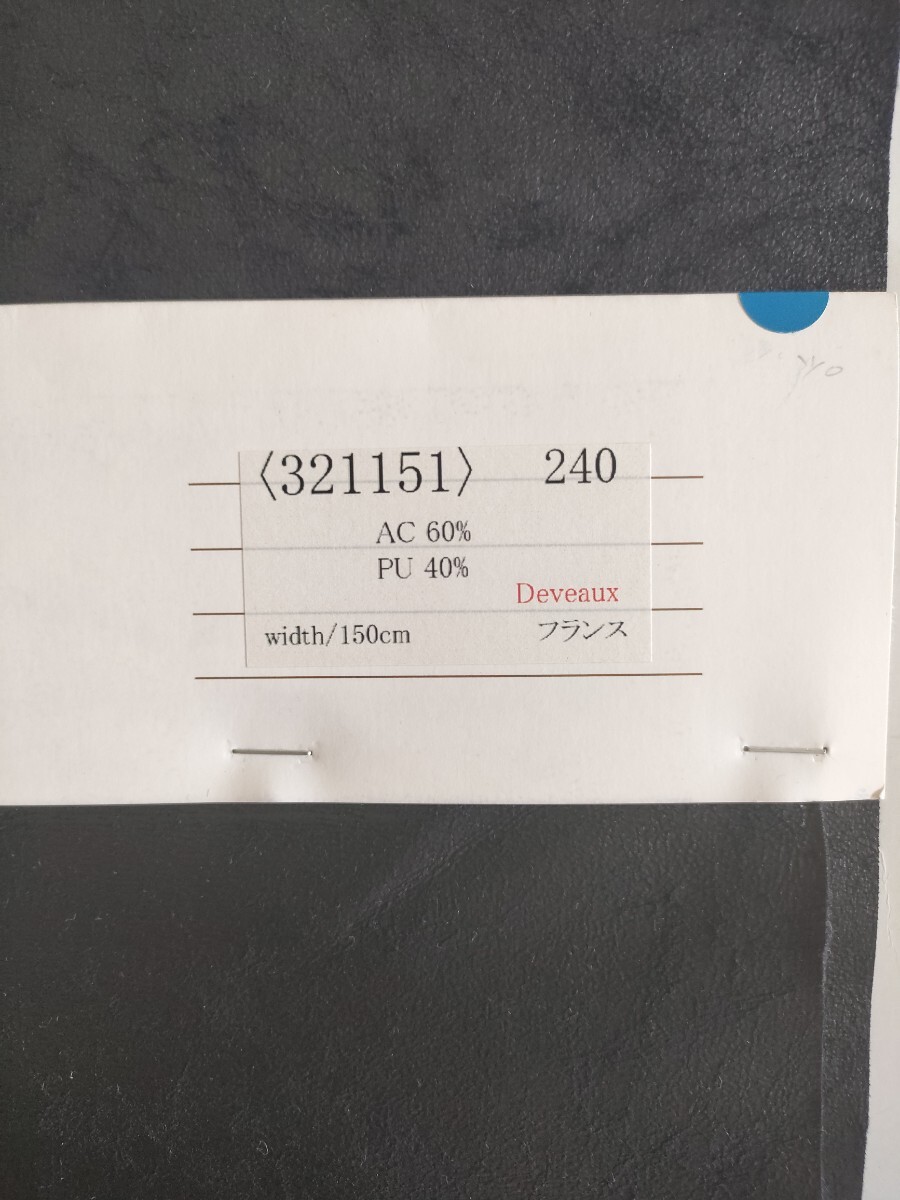 〈321151〉 240
AC 60%
PU 40%
Deveaux
width/150cm フランス